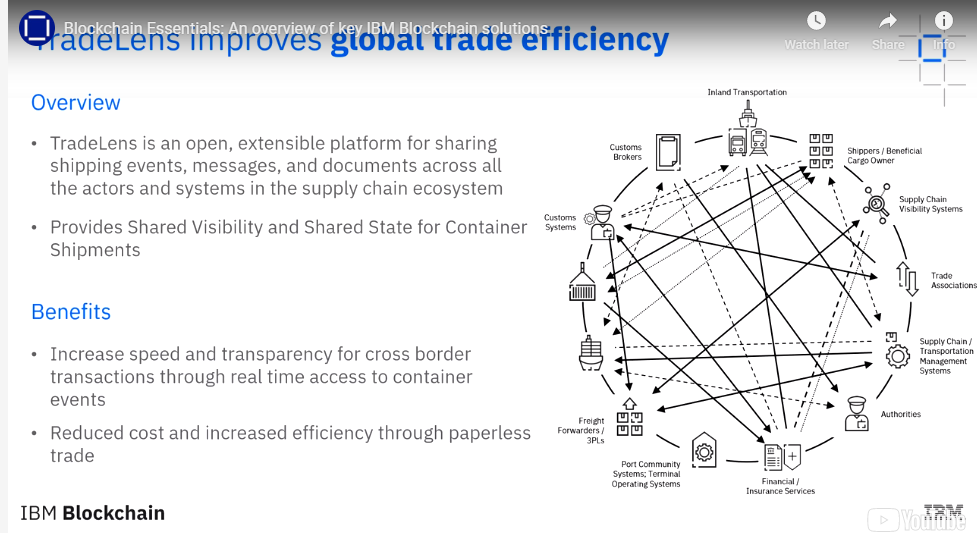 Blockchain Essentials: An overview of key IBM Blockchain solutions
Watch later
Share
Info
TradeLens improves global trade efficiency
Overview
• TradeLens is an open, extensible platform for sharing
shipping events, messages, and documents across all
the actors and systems in the supply chain ecosystem
• Provides Shared Visibility and Shared State for Container
Shipments
Benefits
• Increase speed and transparency for cross border
transactions through real time access to container
events
• Reduced cost and increased efficiency through paperless
trade
Inland Transportation
Shippers / Beneficial
Cargo Owner
Supply Chain
Visibility Systems
Trade
Associations
Supply Chain /
Transportation
Management
Systems
Authorities
Financial /
Insurance Services
Port Community
Systems; Terminal
Operating Systems
Freight
Forwarders /
3PLs
Customs
Systems
Customs
Brokers
IBM Blockchain
IBM
YouTube